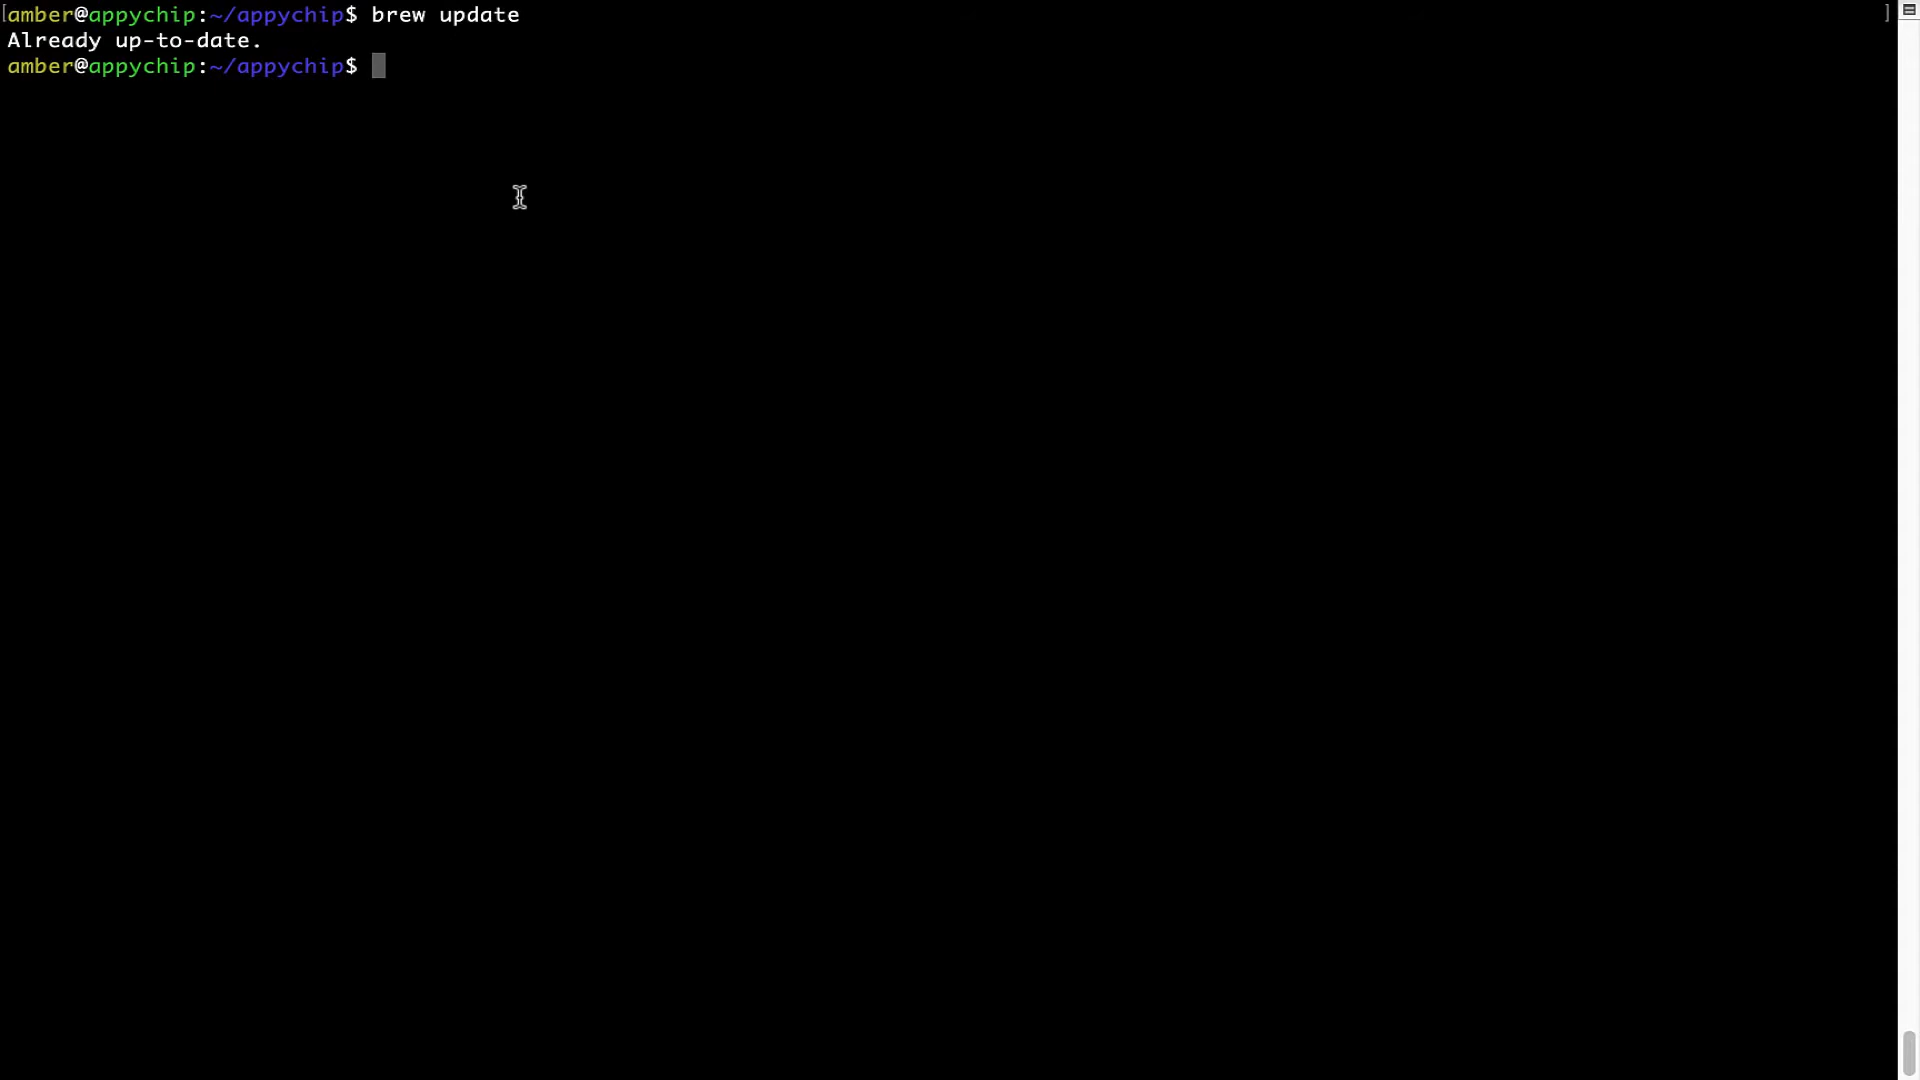 [amber@appychip:~/appychip$ brew update ]
Already up-to-date.
amber@appychip:~/appychip$